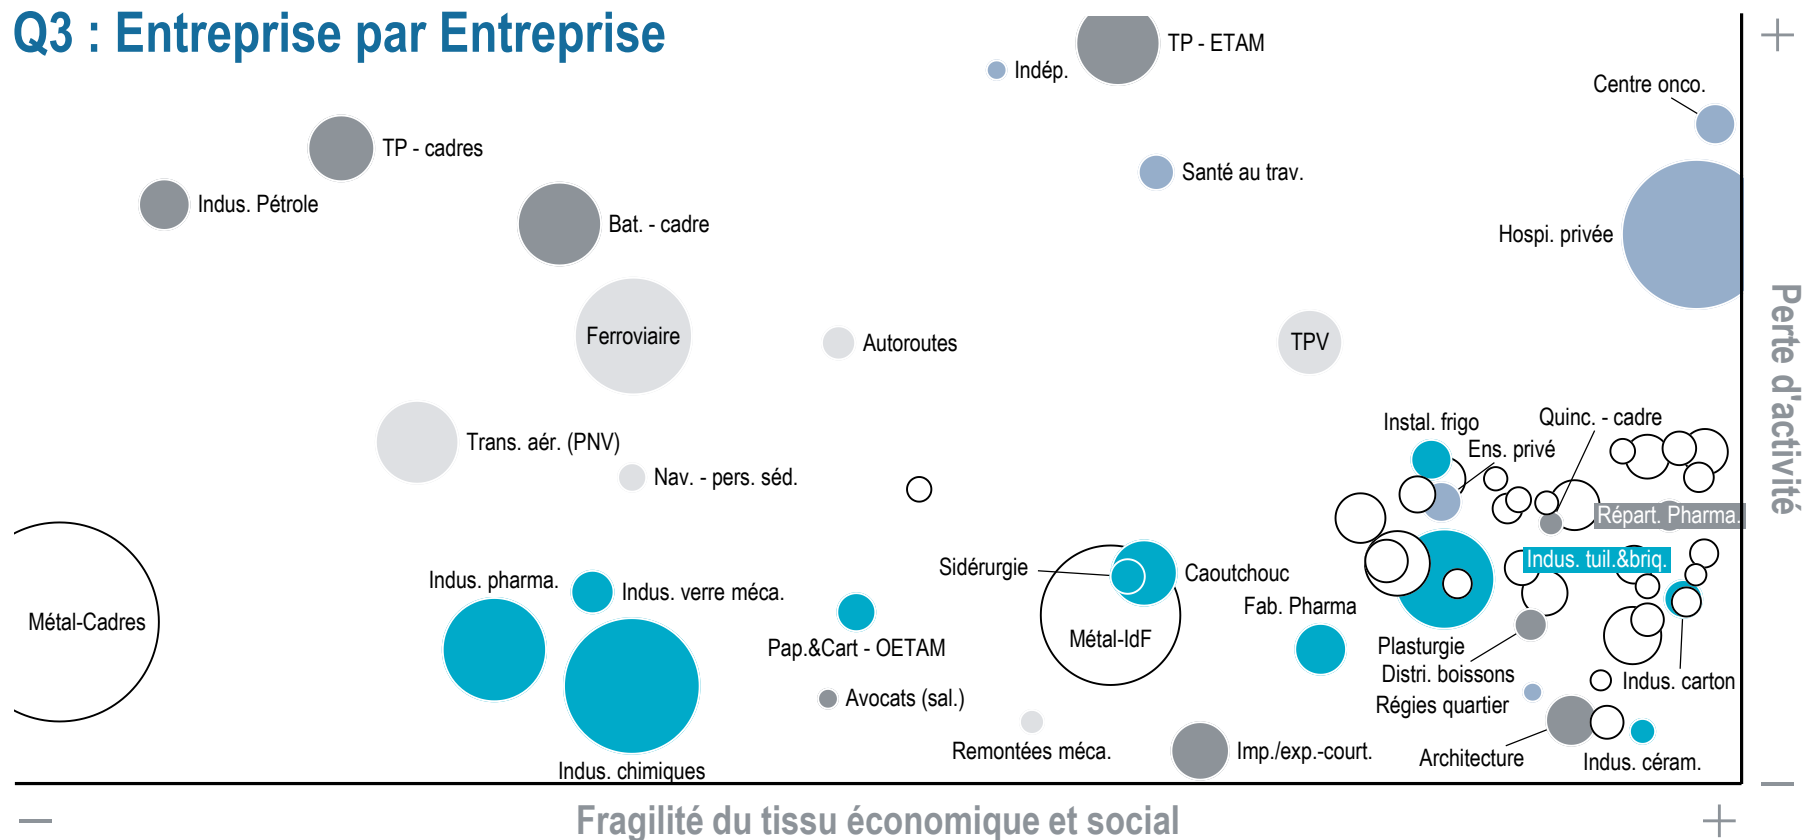 Q3 : Entreprise par Entreprise
TP - ETAM
Indép.
Centre onco.
TP - cadres
Santé au trav.
Indus. Pétrole
Bat. - cadre
Hospi. privée
Ferroviaire
Autoroutes
TPV
Perte d'activité
Instal. frigo
Quinc. - cadre
Trans. aér. (PNV)
Ens. privé
Nav. - pers. séd.
Répart. Pharma.
Indus. tuil.&briq.
Sidérurgie
Caoutchouc
Indus. pharma.
Indus. verre méca.
Fab. Pharma
Métal-Cadres
Métal-IdF
Pap.&Cart - OETAM
Plasturgie
Distri. boissons
Indus. carton
Avocats (sal.)
Régies quartier
Remontées méca.
Imp./exp.-court.
Architecture
Indus. céram.
Indus. chimiques
Fragilité du tissu économique et social